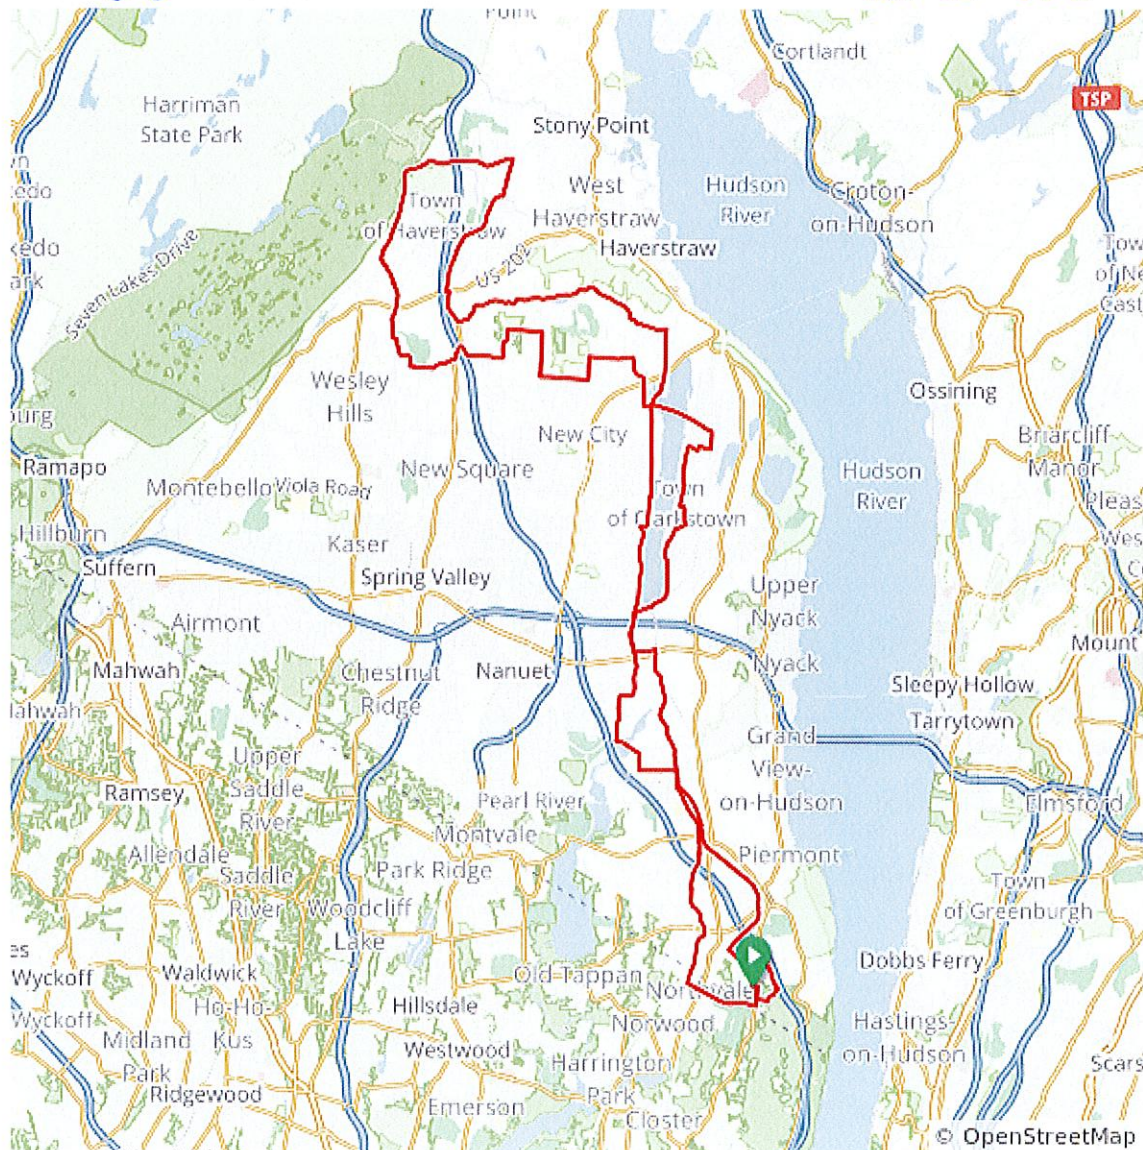 Point
Cortlandt
TSP
Harriman
State Park
Stony Point
West
Haverstraw
Hudson
River
Croton-
on-Hudson
Town
of Haverstraw
Haverstraw
US 202
Seven Lakes Drive
Wesley
Hills
New City
Ossining
Briarcliff
Manor
Ramapo
New Square
Hudson
River
Montebello
Viola Road
Town
of Clarkstown
Hillburn
Kaser
Suffern
Spring Valley
Upper
Nyack
Airmont
Mahwah
Chestnut
Ridge
Nanuet
Nyack
Mount
Sleepy Hollow
Tarrytown
Mahwah
Upper
Saddle
River
Grand
View-
on-Hudson
Ramsey
Pearl River
Elmsford
Montvale
Allendale
Park Ridge
Piermont
Saddle
River
Woodcliff
Lake
Town
of Greenburgh
Wyckoff
Waldwick
Old Tappan
Dobbs Ferry
Ho-Ho-
Kus
Hillsdale
Northvale
Norwood
Wyckoff
Midland
Park
Westwood
Harrington
Park
Hastings-
on-Hudson
Scars
Ridgewood
Emerson
Closter
© OpenStreetMap